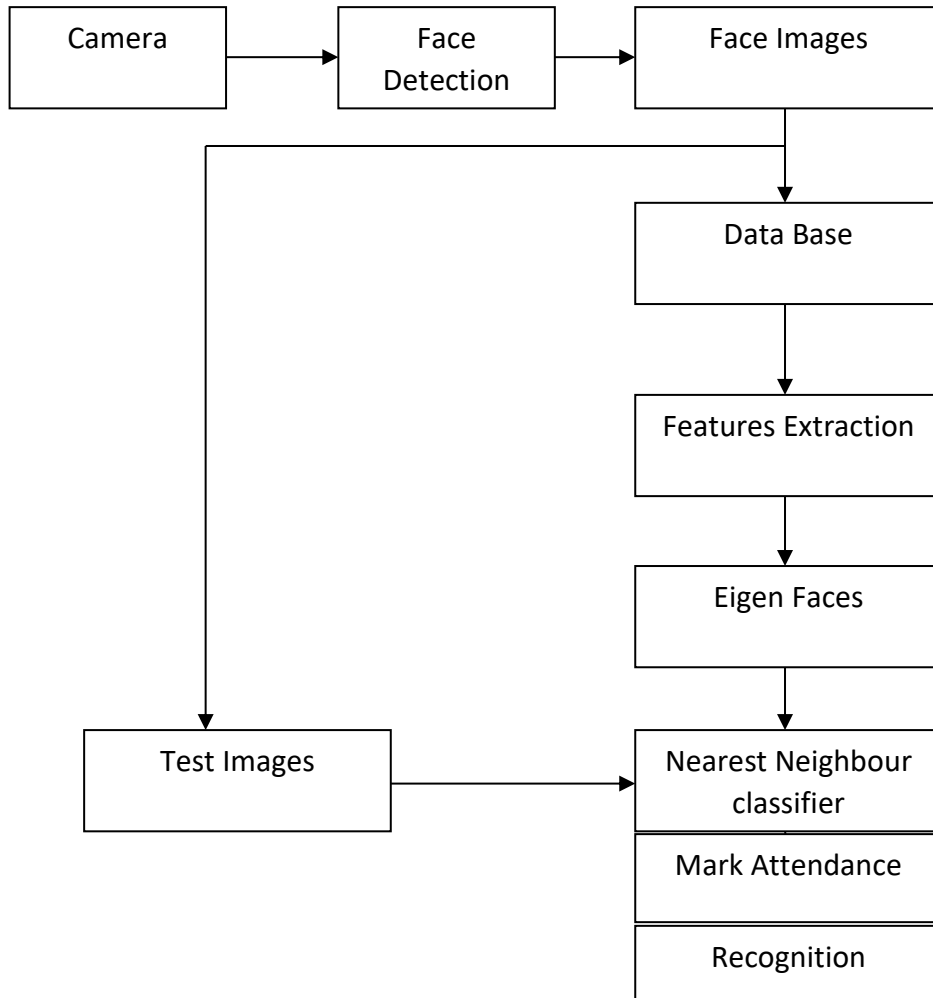 Camera
Face
Detection
Face Images
Data Base
Features Extraction
Eigen Faces
Test Images
Nearest Neighbour
classifier
Mark Attendance
Recognition